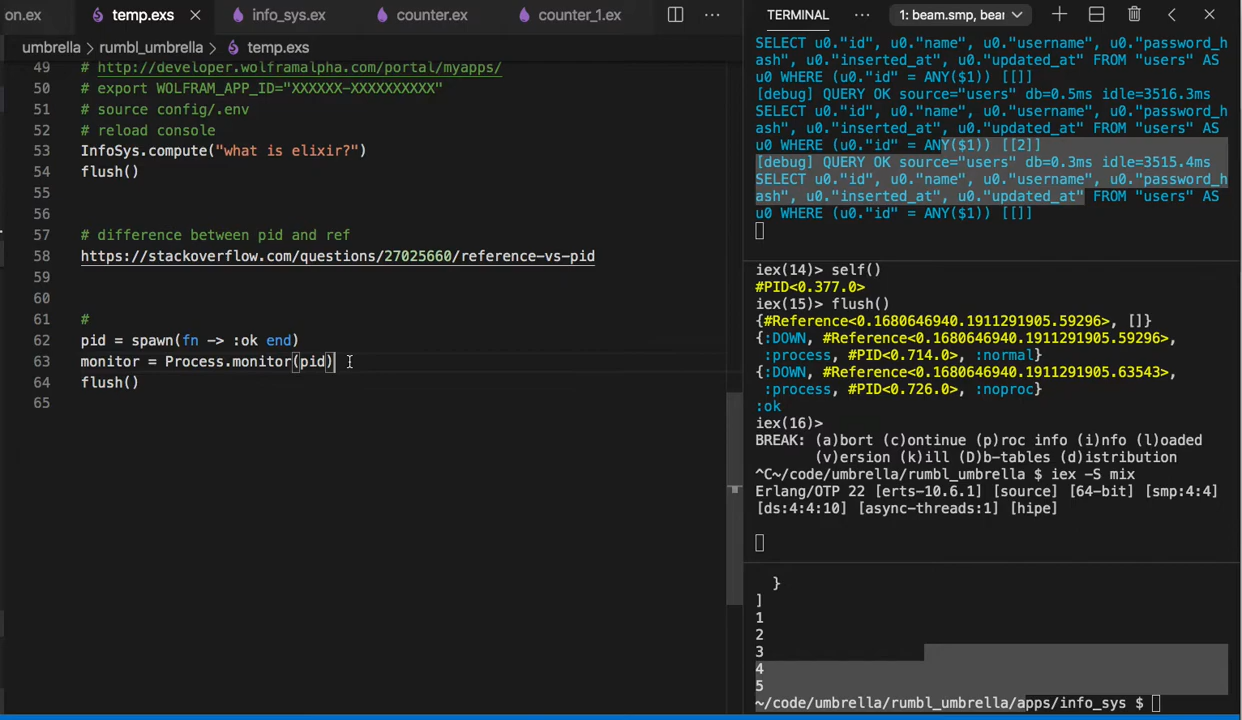 on.ex temp.exs info_sys.ex counter.ex counter_1.ex
umbrella > rumbl_umbrella > temp.exs
49 # http://developer.wolframalpha.com/portal/myapps/
50 # export WOLFRAM_APP_ID="XXXXXX-XXXXXXXXXX"
51 # source config/.env
52 # reload console
53 InfoSys.compute("what is elixir?")
54 flush()
55
56
57 # difference between pid and ref
58 https://stackoverflow.com/questions/27025660/reference-vs-pid
59
60
61 #
62 pid = spawn(fn -> :ok end)
63 monitor = Process.monitor(pid)
64 flush()
65
TERMINAL ··· 1: beam.smp, bear
SELECT u0."id", u0."name", u0."username", u0."password_h
ash", u0."inserted_at", u0."updated_at" FROM "users" AS
u0 WHERE (u0."id" = ANY($1)) [[]]
[debug] QUERY OK source="users" db=0.5ms idle=3516.3ms
SELECT u0."id", u0."name", u0."username", u0."password_h
ash", u0."inserted_at", u0."updated_at" FROM "users" AS
u0 WHERE (u0."id" = ANY($1)) [[2]]
[debug] QUERY OK source="users" db=0.3ms idle=3515.4ms
SELECT u0."id", u0."name", u0."username", u0."password_h
ash", u0."inserted_at", u0."updated_at" FROM "users" AS
u0 WHERE (u0."id" = ANY($1)) [[]]
iex(14)> self()
#PID<0.377.0>
iex(15)> flush()
{#Reference<0.1680646940.1911291905.59296>, []}
{:DOWN, #Reference<0.1680646940.1911291905.59296>,
:process, #PID<0.714.0>, :normal}
{:DOWN, #Reference<0.1680646940.1911291905.63543>,
:process, #PID<0.726.0>, :noproc}
:ok
iex(16)>
BREAK: (a)bort (c)ontinue (p)roc info (i)nfo (l)oaded
(v)ersion (k)ill (D)b-tables (d)istribution
^C~/code/umbrella/rumbl_umbrella $ iex -S mix
Erlang/OTP 22 [erts-10.6.1] [source] [64-bit] [smp:4:4]
[ds:4:4:10] [async-threads:1] [hipe]
}
]
1
2
3
4
5
~/code/umbrella/rumbl_umbrella/apps/info_sys $